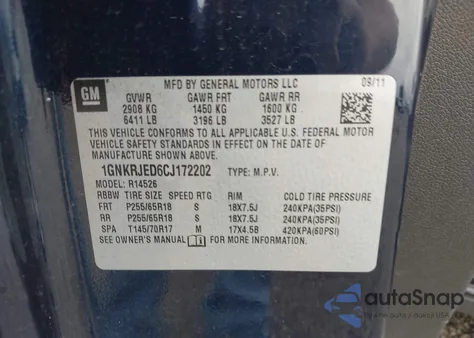 GM
MFD BY GENERAL MOTORS LLC 09/11
GVWR GAWR FRT GAWR RR
2908 KG 1450 KG 1600 KG
6411 LB 3196 LB 3527 LB
THIS VEHICLE CONFORMS TO ALL APPLICABLE U.S. FEDERAL MOTOR
VEHICLE SAFETY STANDARDS IN EFFECT ON THE DATE OF
MANUFACTURE SHOWN ABOVE.
1GNKRJED6CJ172202 TYPE: M.P.V.
MODEL: R14526
RBBW TIRE SIZE SPEED RTG RIM COLD TIRE PRESSURE
FRT P255/65R18 S 18X7.5J 240KPA(35PSI)
RR P255/65R18 S 18X7.5J 240KPA(35PSI)
SPA T145/70R17 M 17X4.5B 420KPA(60PSI)
SEE OWNER'S MANUAL i FOR MORE INFORMATION.
autaSnap
Автомобілі з аукціонів США